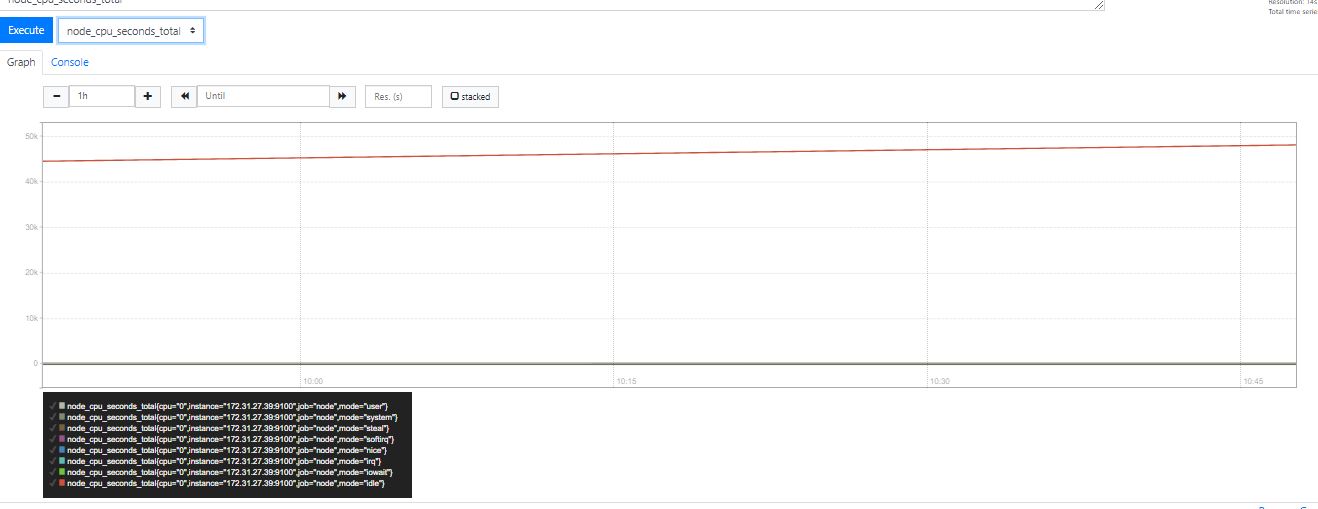 node_cpu_seconds_total
Resolution: 14s
Total time series
Execute
node_cpu_seconds_total
Graph
Console
1h
Until
Res. (s)
stacked
50k
40k
30k
20k
10k
0
10:00
10:15
10:30
10:45
node_cpu_seconds_total{cpu="0",instance="172.31.27.39:9100",job="node",mode="user"}
node_cpu_seconds_total{cpu="0",instance="172.31.27.39:9100",job="node",mode="system"}
node_cpu_seconds_total{cpu="0",instance="172.31.27.39:9100",job="node",mode="steal"}
node_cpu_seconds_total{cpu="0",instance="172.31.27.39:9100",job="node",mode="softirq"}
node_cpu_seconds_total{cpu="0",instance="172.31.27.39:9100",job="node",mode="nice"}
node_cpu_seconds_total{cpu="0",instance="172.31.27.39:9100",job="node",mode="irq"}
node_cpu_seconds_total{cpu="0",instance="172.31.27.39:9100",job="node",mode="iowait"}
node_cpu_seconds_total{cpu="0",instance="172.31.27.39:9100",job="node",mode="idle"}